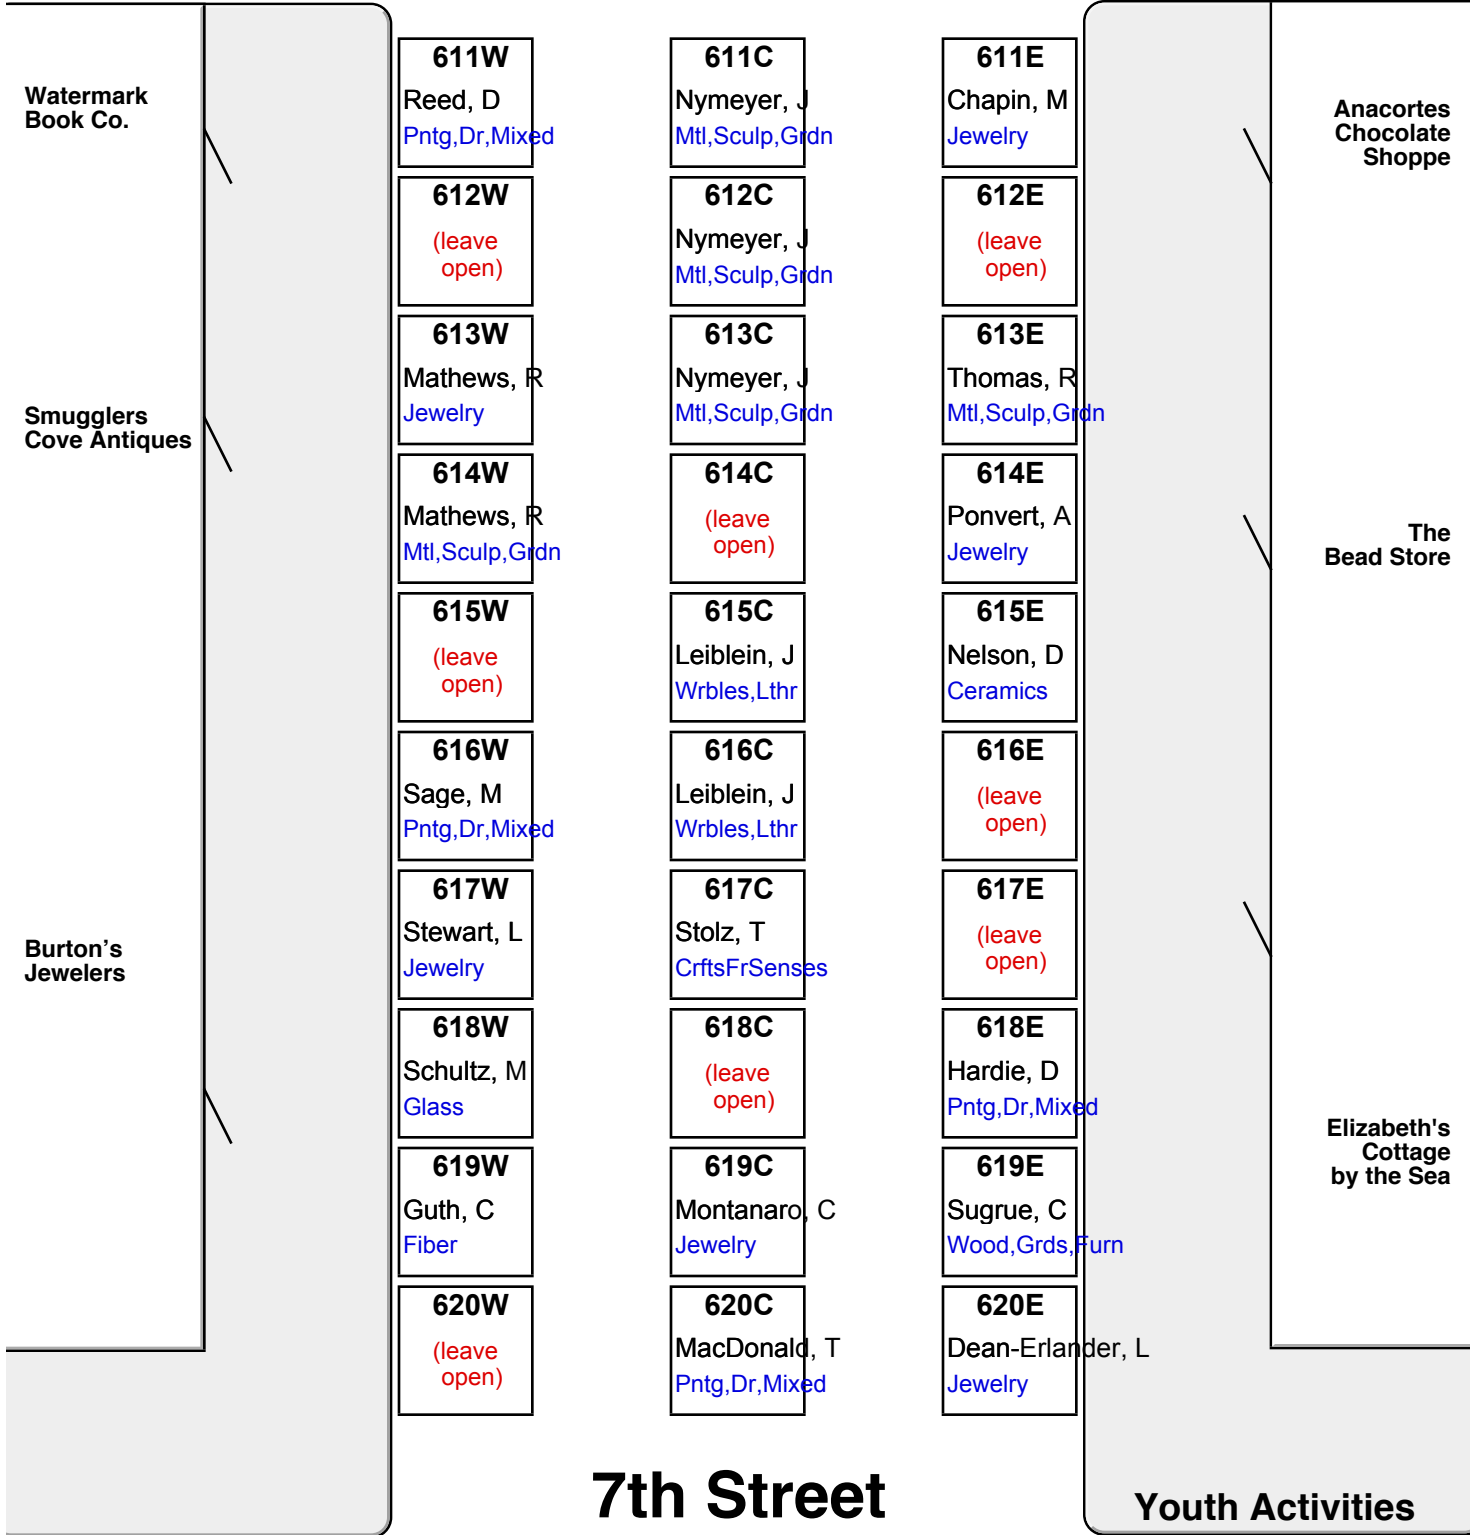 Watermark
Book Co.
Smugglers
Cove Antiques
Burton's
Jewelers
611W
Reed, D
Pntg,Dr,Mixed
612W
(leave
open)
613W
Mathews, R
Jewelry
614W
Mathews, R
Mtl,Sculp,Grdn
615W
(leave
open)
616W
Sage, M
Pntg,Dr,Mixed
617W
Stewart, L
Jewelry
618W
Schultz, M
Glass
619W
Guth, C
Fiber
620W
(leave
open)
611C
Nymeyer, J
Mtl,Sculp,Grdn
612C
Nymeyer, J
Mtl,Sculp,Grdn
613C
Nymeyer, J
Mtl,Sculp,Grdn
614C
(leave
open)
615C
Leiblein, J
Wrbles,Lthr
616C
Leiblein, J
Wrbles,Lthr
617C
Stolz, T
CrftsFrSenses
618C
(leave
open)
619C
Montanaro, C
Jewelry
620C
MacDonald, T
Pntg,Dr,Mixed
611E
Chapin, M
Jewelry
612E
(leave
open)
613E
Thomas, R
Mtl,Sculp,Grdn
614E
Ponvert, A
Jewelry
615E
Nelson, D
Ceramics
616E
(leave
open)
617E
(leave
open)
618E
Hardie, D
Pntg,Dr,Mixed
619E
Sugrue, C
Wood,Grds,Furn
620E
Dean-Erlander, L
Jewelry
Anacortes
Chocolate
Shoppe
The
Bead Store
Elizabeth's
Cottage
by the Sea
7th Street
Youth Activities